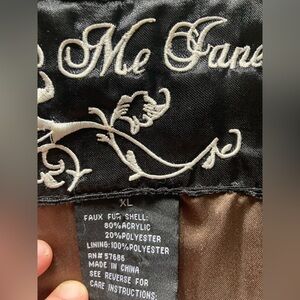 Me Jane
XL
FAUX FUR SHELL:
80%ACRYLIC
20%POLYESTER
LINING:100%POLYESTER
RN# 57686
MADE IN CHINA
SEE REVERSE FOR
CARE INSTRUCTIONS: